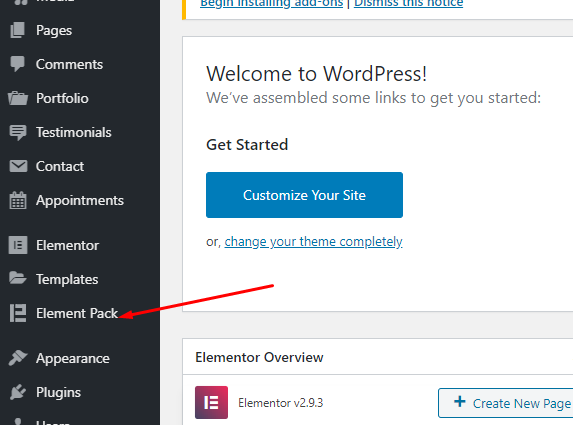 Media
Pages
Comments
Portfolio
Testimonials
Contact
Appointments
Elementor
Templates
Element Pack
Appearance
Plugins
Users
Begin installing add-ons | Dismiss this notice
Welcome to WordPress!
We've assembled some links to get you started:
Get Started
Customize Your Site
or, change your theme completely
Elementor Overview
Elementor v2.9.3
+ Create New Page